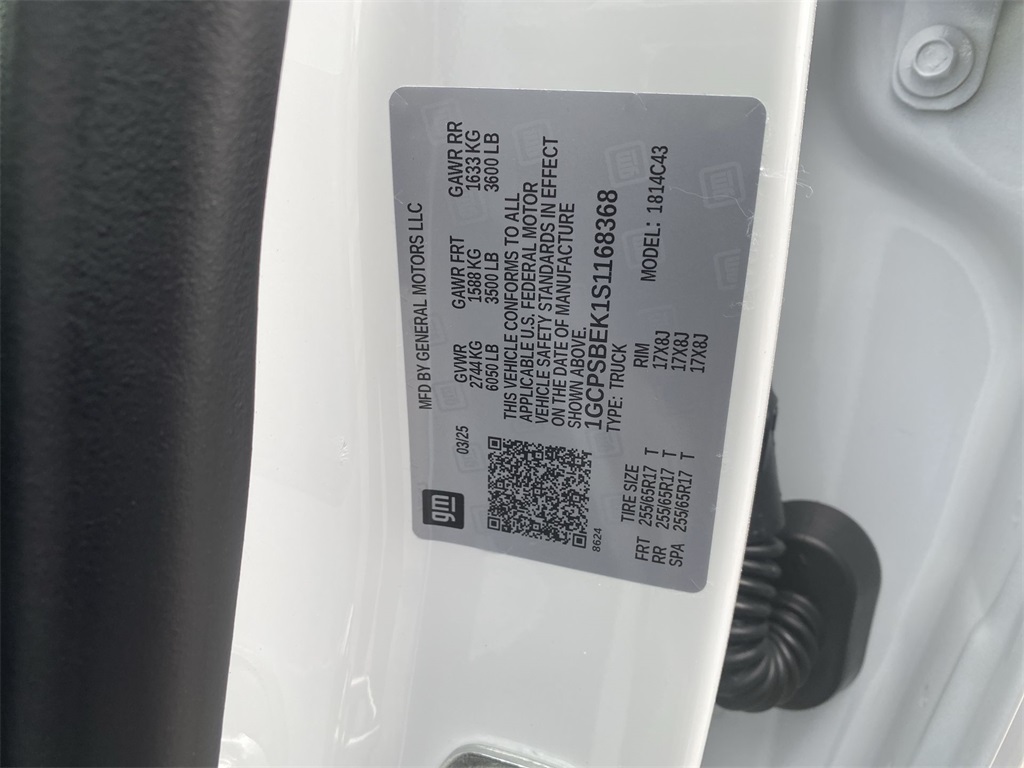 gm
03/25
MFD BY GENERAL MOTORS LLC
GVWR GAWR FRT GAWR RR
2744 KG 1588 KG 1633 KG
6050 LB 3500 LB 3600 LB
THIS VEHICLE CONFORMS TO ALL
APPLICABLE U.S. FEDERAL MOTOR
VEHICLE SAFETY STANDARDS IN EFFECT
ON THE DATE OF MANUFACTURE
SHOWN ABOVE.
1GCPSBEK1S1168368
8624
TYPE: TRUCK
TIRE SIZE RIM MODEL: 1814C43
FRT 255/65R17 T 17X8J
RR 255/65R17 T 17X8J
SPA 255/65R17 T 17X8J